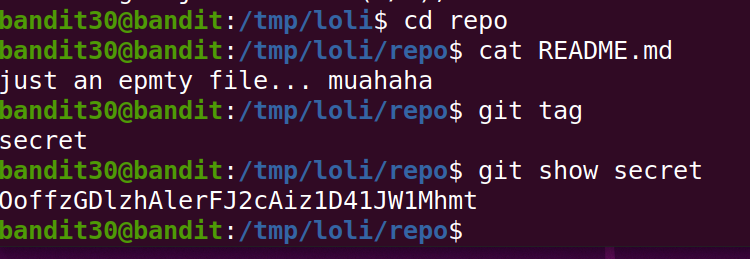 bandit30@bandit:/tmp/loli$ cd repo
bandit30@bandit:/tmp/loli/repo$ cat README.md
just an epmty file... muahaha
bandit30@bandit:/tmp/loli/repo$ git tag
secret
bandit30@bandit:/tmp/loli/repo$ git show secret
OoffzGDlzhAlerFJ2cAiz1D41JW1Mhmt
bandit30@bandit:/tmp/loli/repo$